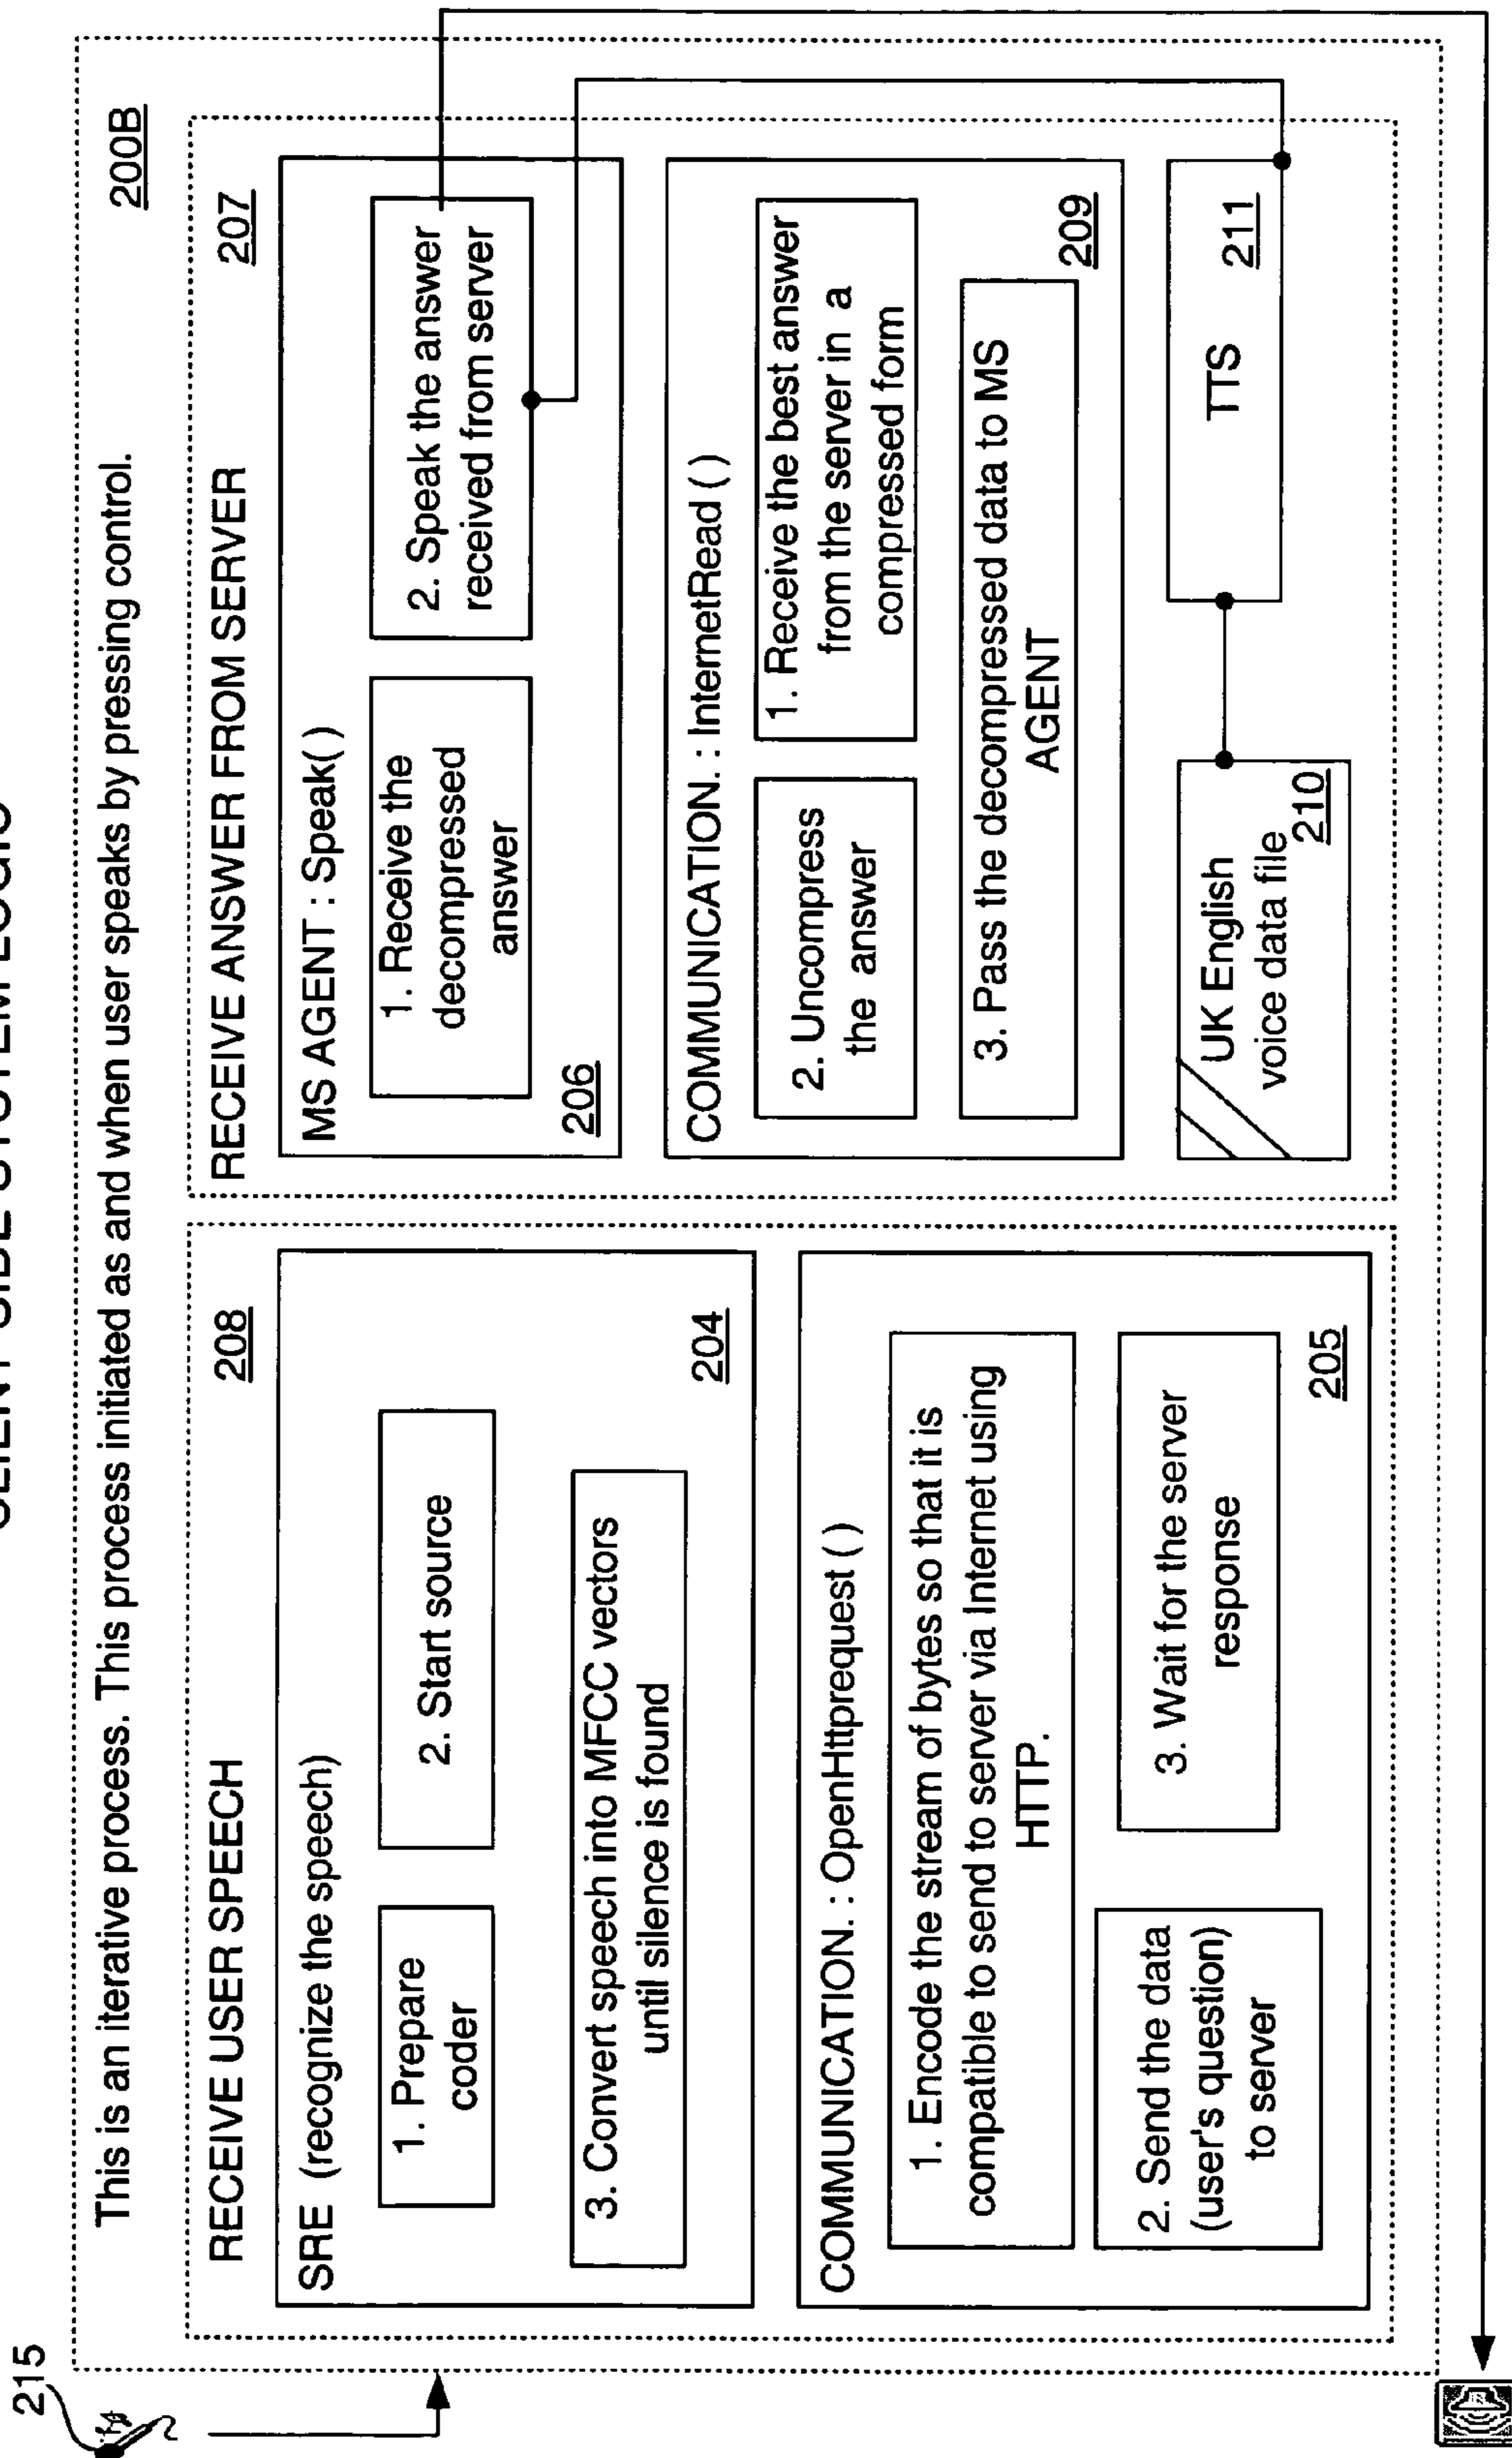 CLIENT SIDE SYSTEM LOGIC
215
This is an iterative process. This process initiated as and when user speaks by pressing control.
200B
RECEIVE USER SPEECH
208
SRE (recognize the speech)
1. Prepare
coder
2. Start source
3. Convert speech into MFCC vectors
until silence is found
204
COMMUNICATION. : OpenHttprequest ( )
1. Encode the stream of bytes so that it is
compatible to send to server via Internet using
HTTP.
2. Send the data
(user's question)
to server
3. Wait for the server
response
205
RECEIVE ANSWER FROM SERVER
207
MS AGENT : Speak( )
1. Receive the
decompressed
answer
2. Speak the answer
received from server
206
COMMUNICATION. : InternetRead ( )
2. Uncompress
the answer
1. Receive the best answer
from the server in a
compressed form
3. Pass the decompressed data to MS
AGENT
209
UK English
voice data file
210
TTS
211